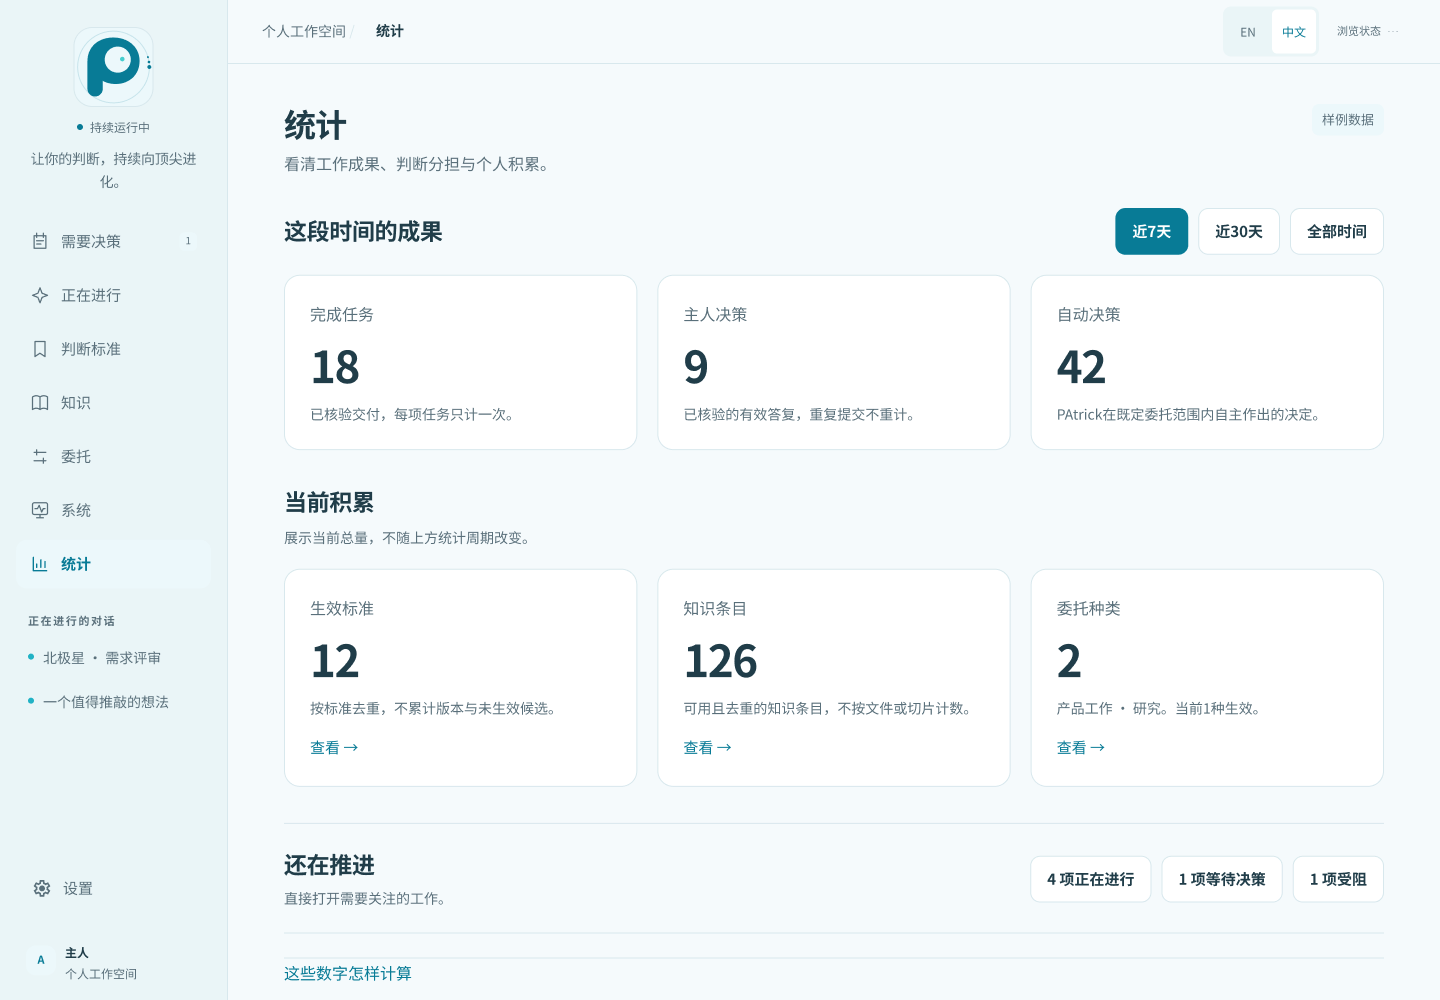 持续运行中
让你的判断，持续向顶尖进
化。
需要决策 1
正在进行
判断标准
知识
委托
系统
统计
正在进行的对话
北极星 · 需求评审
一个值得推敲的想法
设置
A
主人
个人工作空间
个人工作空间 / 统计
EN 中文 浏览状态 ···
统计
样例数据
看清工作成果、判断分担与个人积累。
这段时间的成果
近7天 近30天 全部时间
完成任务
18
已核验交付，每项任务只计一次。
主人决策
9
已核验的有效答复，重复提交不重计。
自动决策
42
PAtrick在既定委托范围内自主作出的决定。
当前积累
展示当前总量，不随上方统计周期改变。
生效标准
12
按标准去重，不累计版本与未生效候选。
查看 →
知识条目
126
可用且去重的知识条目，不按文件或切片计数。
查看 →
委托种类
2
产品工作 · 研究。当前1种生效。
查看 →
还在推进
直接打开需要关注的工作。
4 项正在进行 1 项等待决策 1 项受阻
这些数字怎样计算